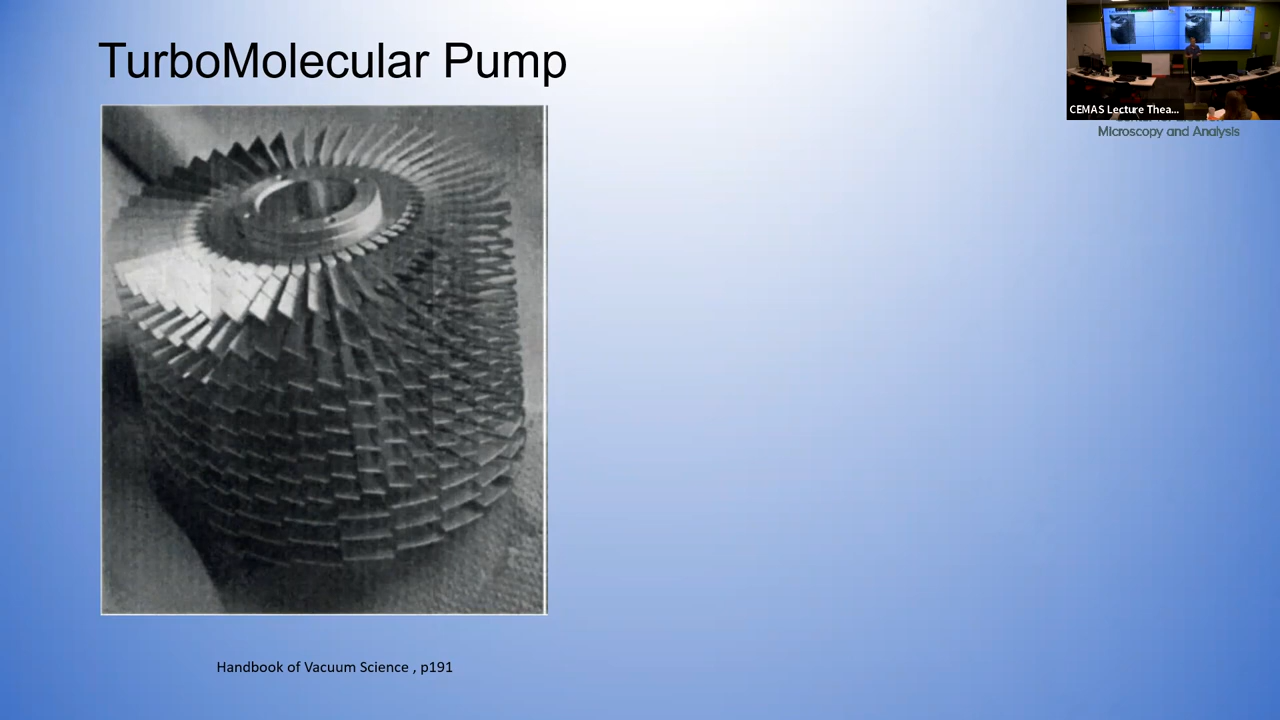 TurboMolecular Pump
CEMAS Lecture Thea...
Microscopy and Analysis
Handbook of Vacuum Science , p191